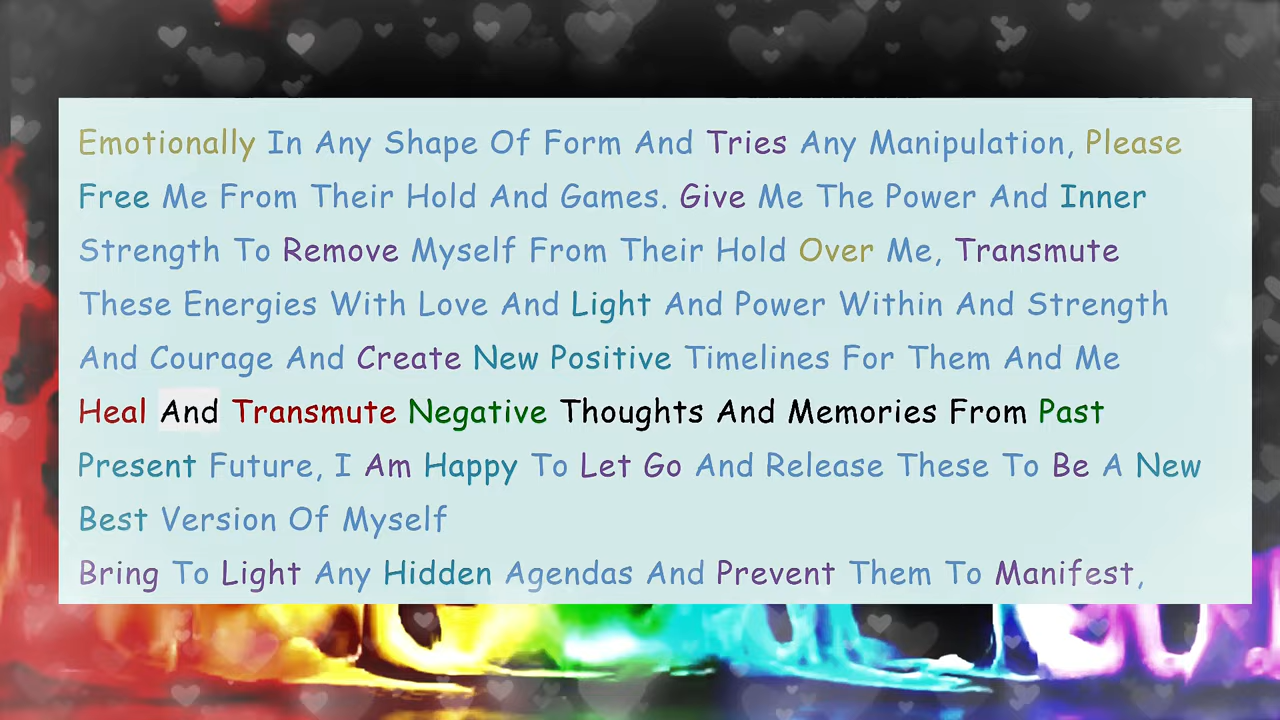 Emotionally In Any Shape Of Form And Tries Any Manipulation, Please
Free Me From Their Hold And Games. Give Me The Power And Inner
Strength To Remove Myself From Their Hold Over Me, Transmute
These Energies With Love And Light And Power Within And Strength
And Courage And Create New Positive Timelines For Them And Me
Heal And Transmute Negative Thoughts And Memories From Past
Present Future, I Am Happy To Let Go And Release These To Be A New
Best Version Of Myself
Bring To Light Any Hidden Agendas And Prevent Them To Manifest,